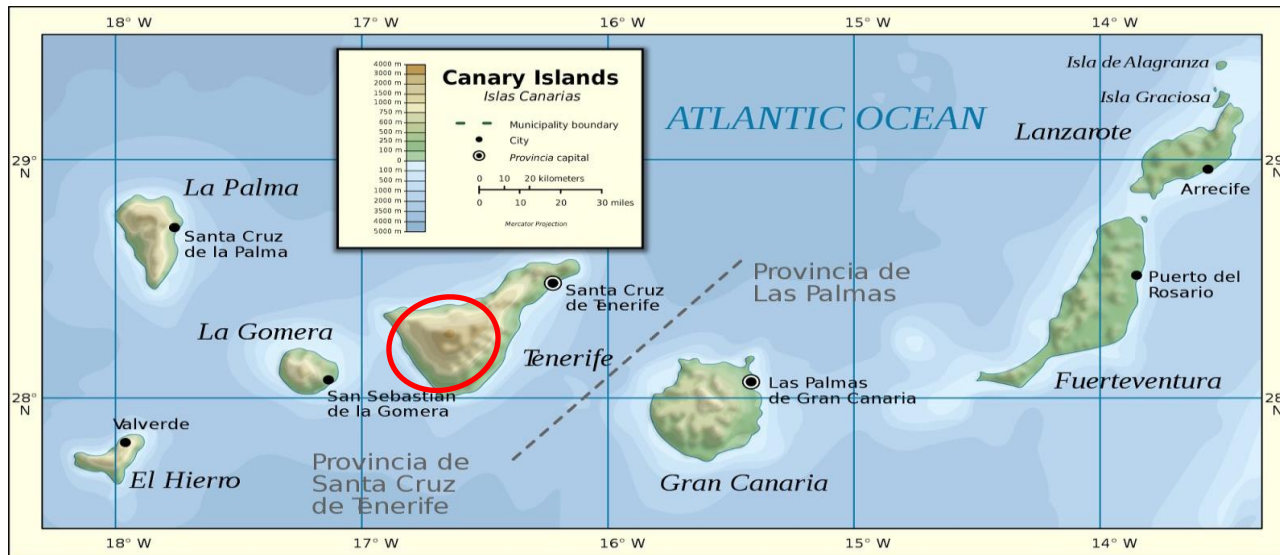 18° W
17° W
16° W
15° W
14° W
4000 m
3000 m
2000 m
1500 m
1000 m
750 m
600 m
500 m
250 m
100 m
0
100 m
500 m
1000 m
2000 m
3000 m
3500 m
4000 m
5000 m
Canary Islands
Islas Canarias
Municipality boundary
City
Provincia capital
0 10 20 kilometers
0 10 20 30 miles
Mercator Projection
ATLANTIC OCEAN
Isla de Alagranza
Isla Graciosa
Lanzarote
Arrecife
29°
N
29°
N
La Palma
Santa Cruz
de la Palma
Provincia de
Las Palmas
Puerto del
Rosario
Santa Cruz
de Tenerife
La Gomera
Tenerife
San Sebastian
de la Gomera
Las Palmas
de Gran Canaria
Fuerteventura
28°
N
28°
N
Valverde
El Hierro
Provincia de
Santa Cruz
de Tenerife
Gran Canaria
18° W
17° W
16° W
15° W
14° W